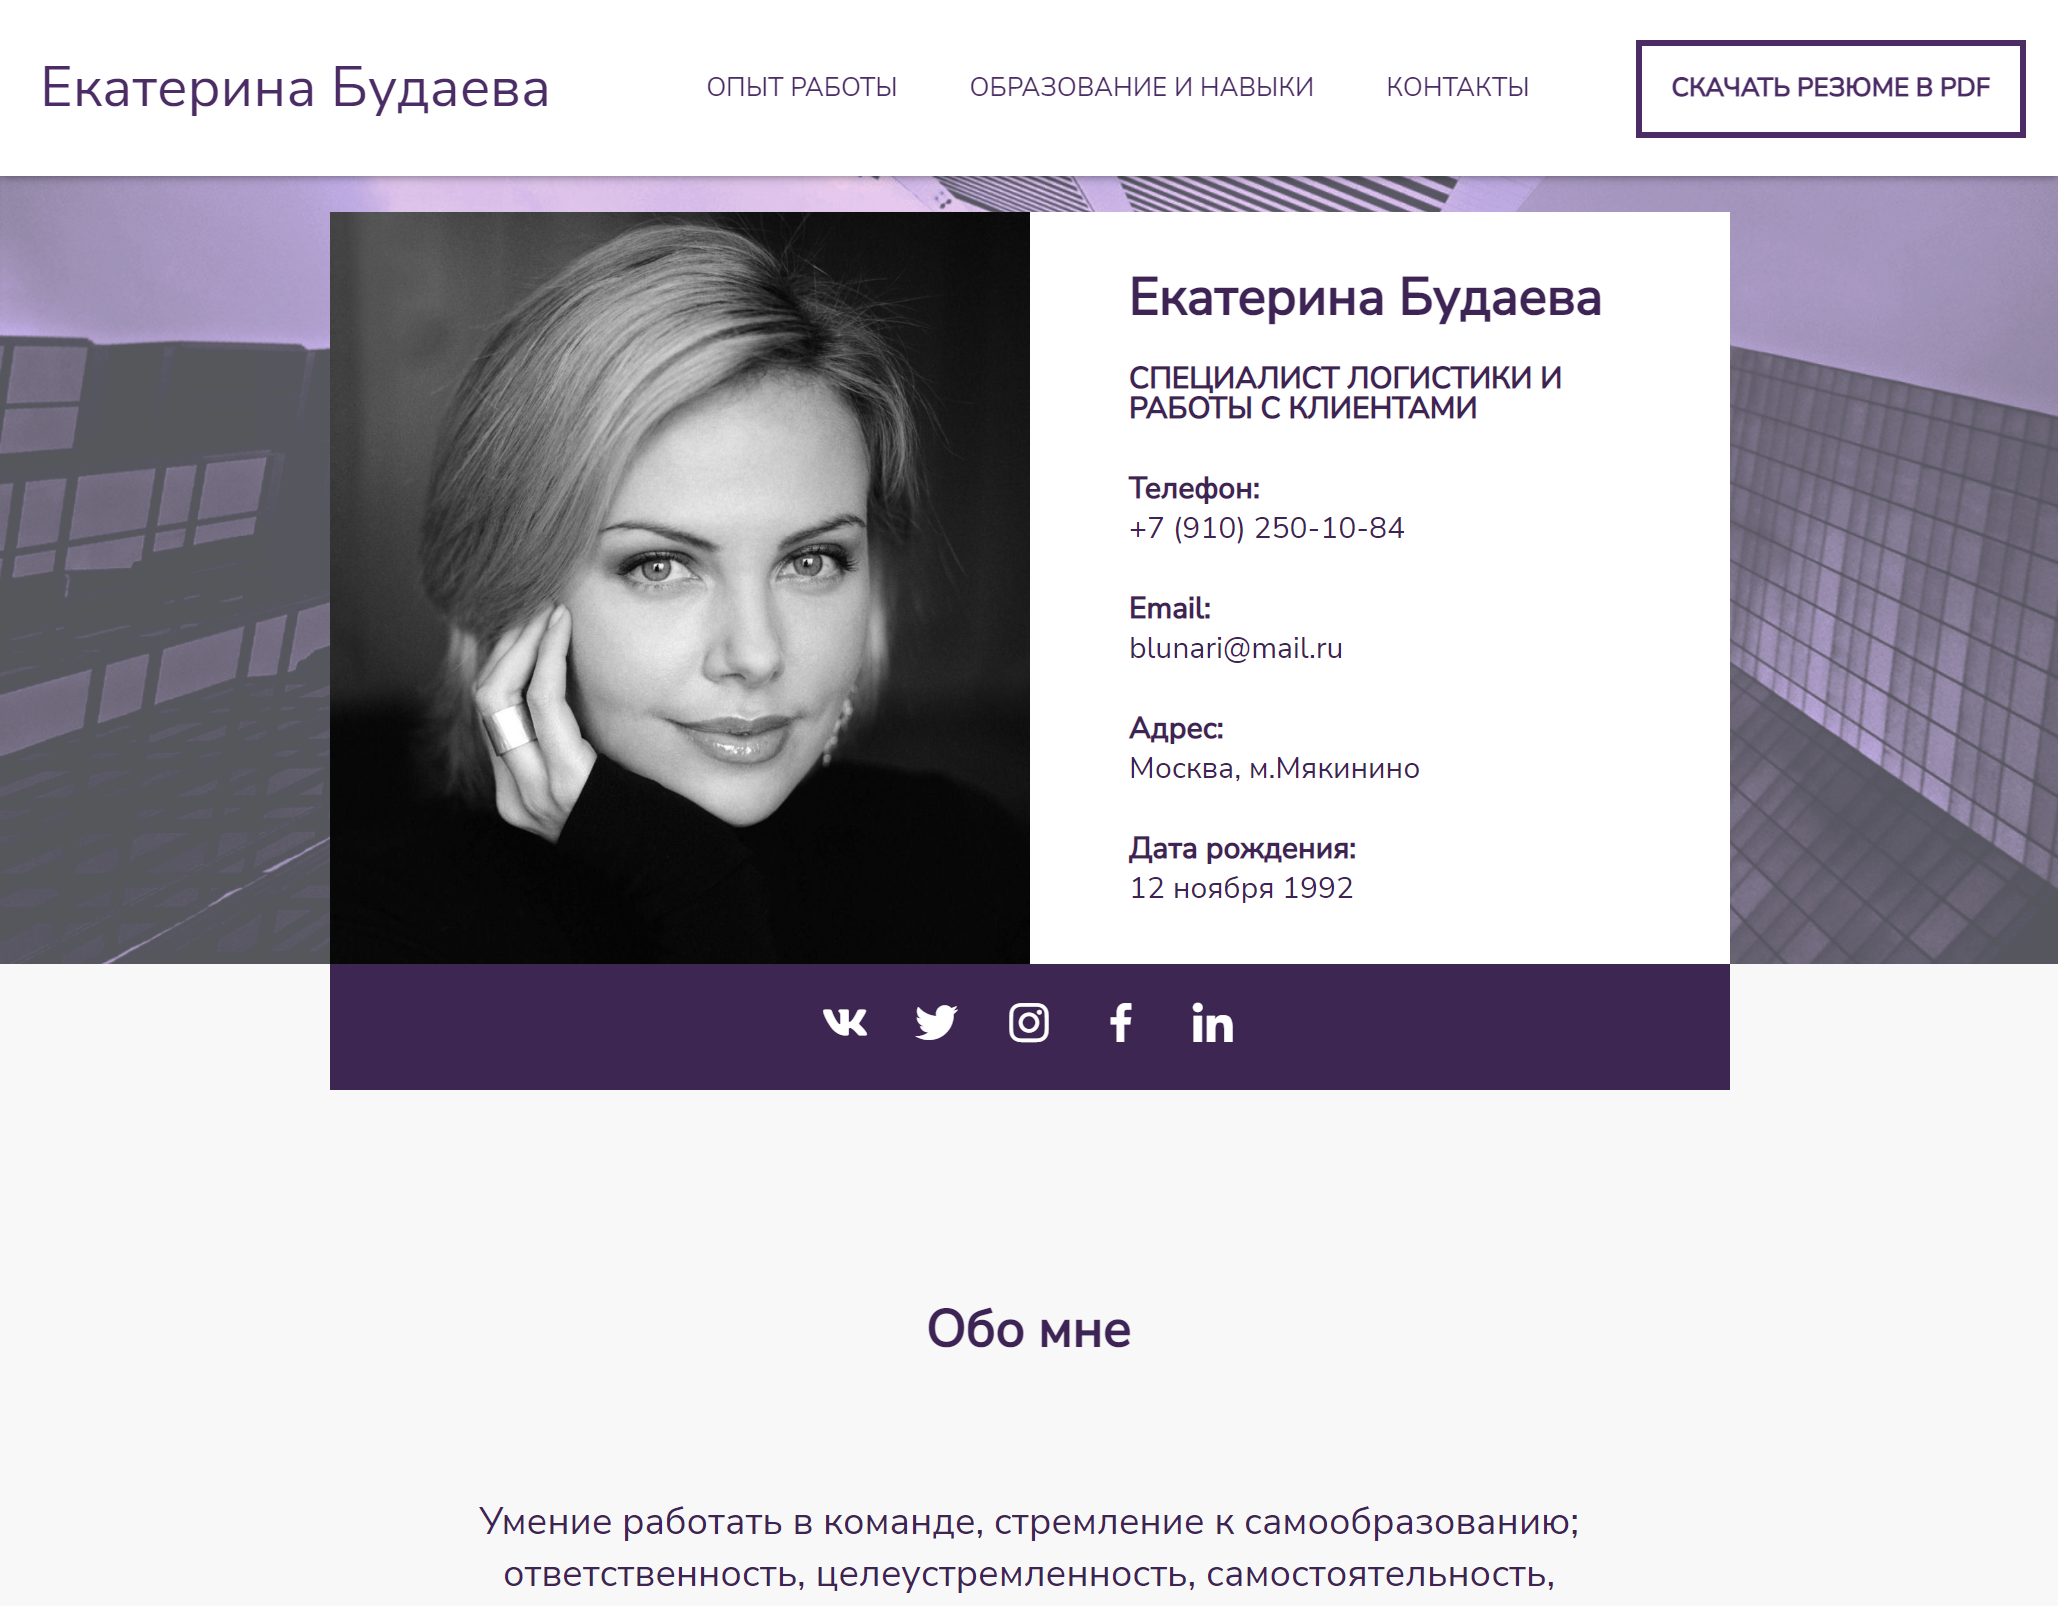 Екатерина Будаева
ОПЫТ РАБОТЫ
ОБРАЗОВАНИЕ И НАВЫКИ
КОНТАКТЫ
СКАЧАТЬ РЕЗЮМЕ В PDF
Екатерина Будаева
СПЕЦИАЛИСТ ЛОГИСТИКИ И
РАБОТЫ С КЛИЕНТАМИ
Телефон:
+7 (910) 250-10-84
Email:
blunari@mail.ru
Адрес:
Москва, м.Мякинино
Дата рождения:
12 ноября 1992
Обо мне
Умение работать в команде, стремление к самообразованию;
ответственность, целеустремленность, самостоятельность,